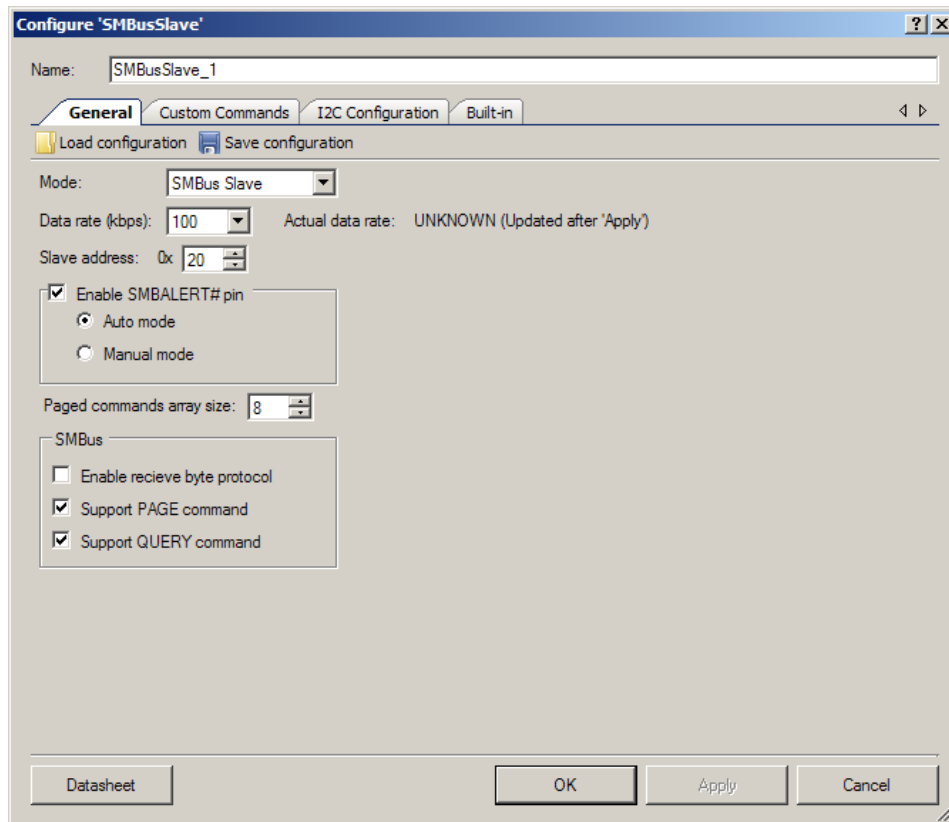 Configure 'SMBusSlave'
Name: SMBusSlave_1
General Custom Commands I2C Configuration Built-in
Load configuration Save configuration
Mode: SMBus Slave
Data rate (kbps): 100 Actual data rate: UNKNOWN (Updated after 'Apply')
Slave address: 0x 20
Enable SMBALERT# pin
Auto mode
Manual mode
Paged commands array size: 8
SMBus
Enable recieve byte protocol
Support PAGE command
Support QUERY command
Datasheet OK Apply Cancel